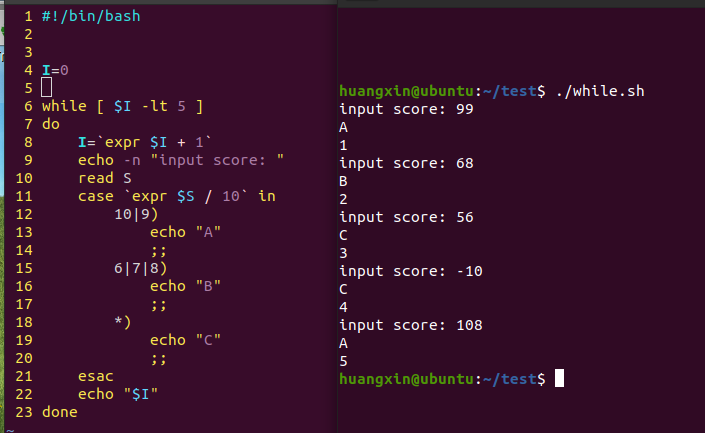 1 #!/bin/bash
2
3
4 I=0
5
6 while [ $I -lt 5 ]
7 do
8     I=`expr $I + 1`
9     echo -n "input score: "
10     read S
11     case `expr $S / 10` in
12         10|9)
13             echo "A"
14             ;;
15         6|7|8)
16             echo "B"
17             ;;
18         *)
19             echo "C"
20             ;;
21     esac
22     echo "$I"
23 done
~
huangxin@ubuntu:~/test$ ./while.sh
input score: 99
A
1
input score: 68
B
2
input score: 56
C
3
input score: -10
C
4
input score: 108
A
5
huangxin@ubuntu:~/test$